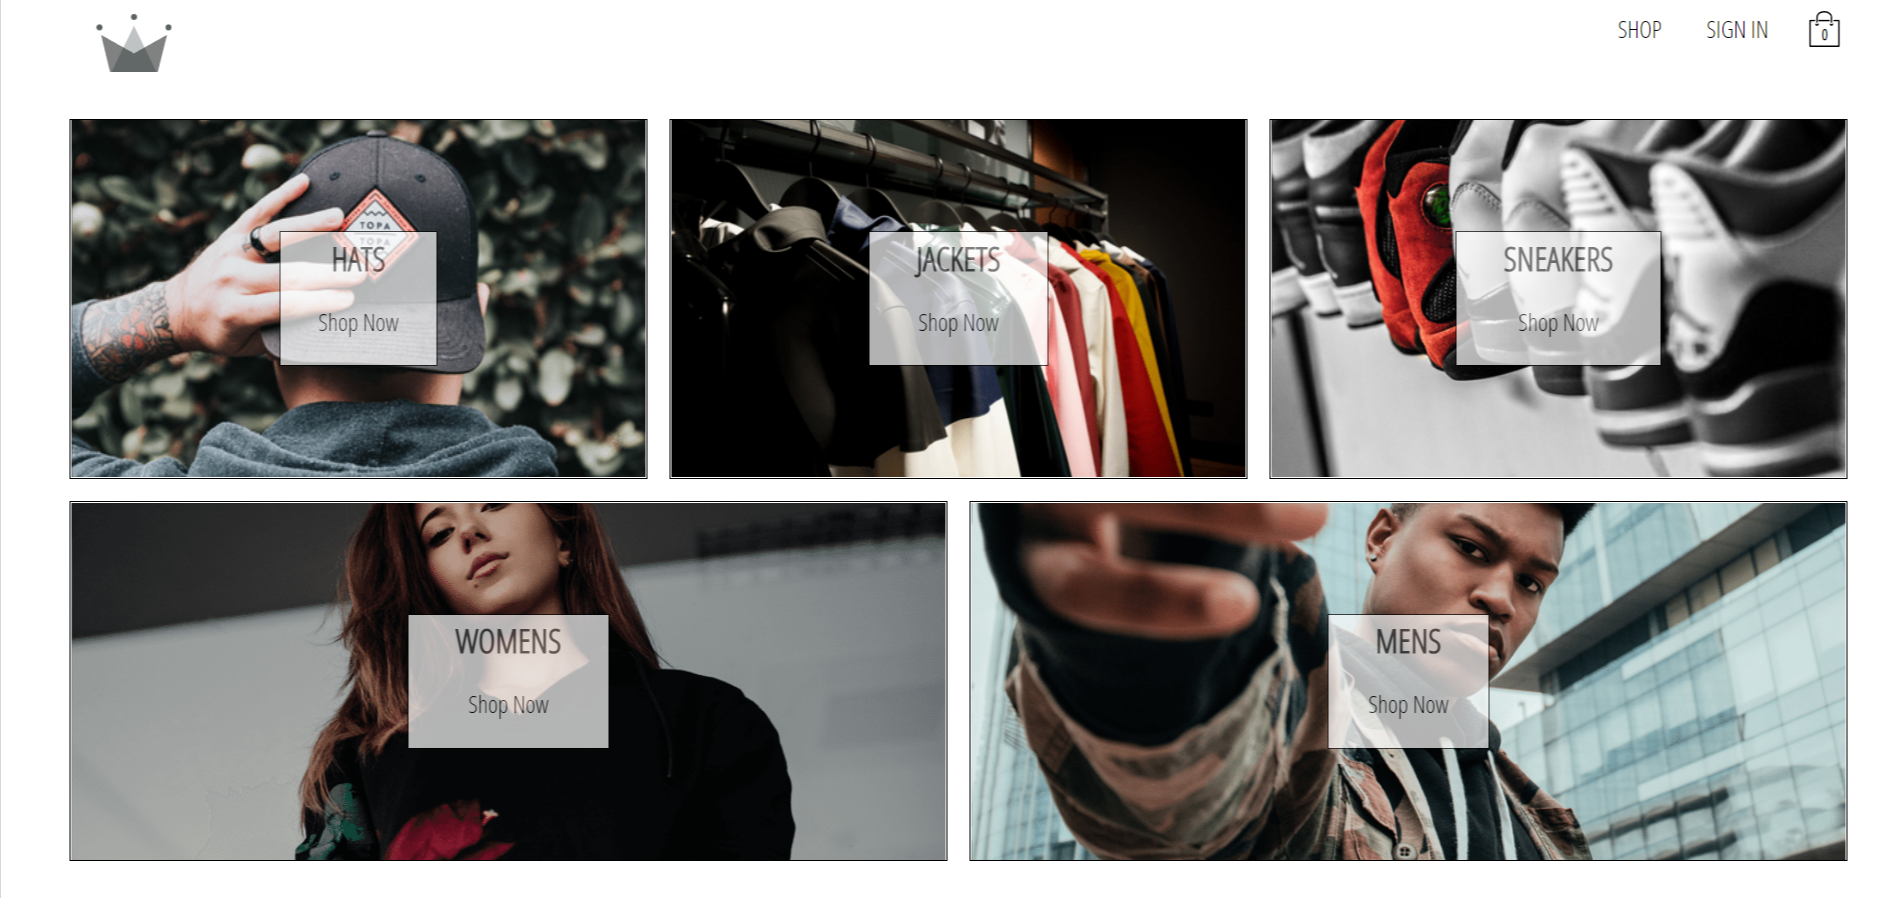 SHOP
SIGN IN
0
TOPA
TOPA
HATS
Shop Now
JACKETS
Shop Now
SNEAKERS
Shop Now
WOMENS
Shop Now
MENS
Shop Now